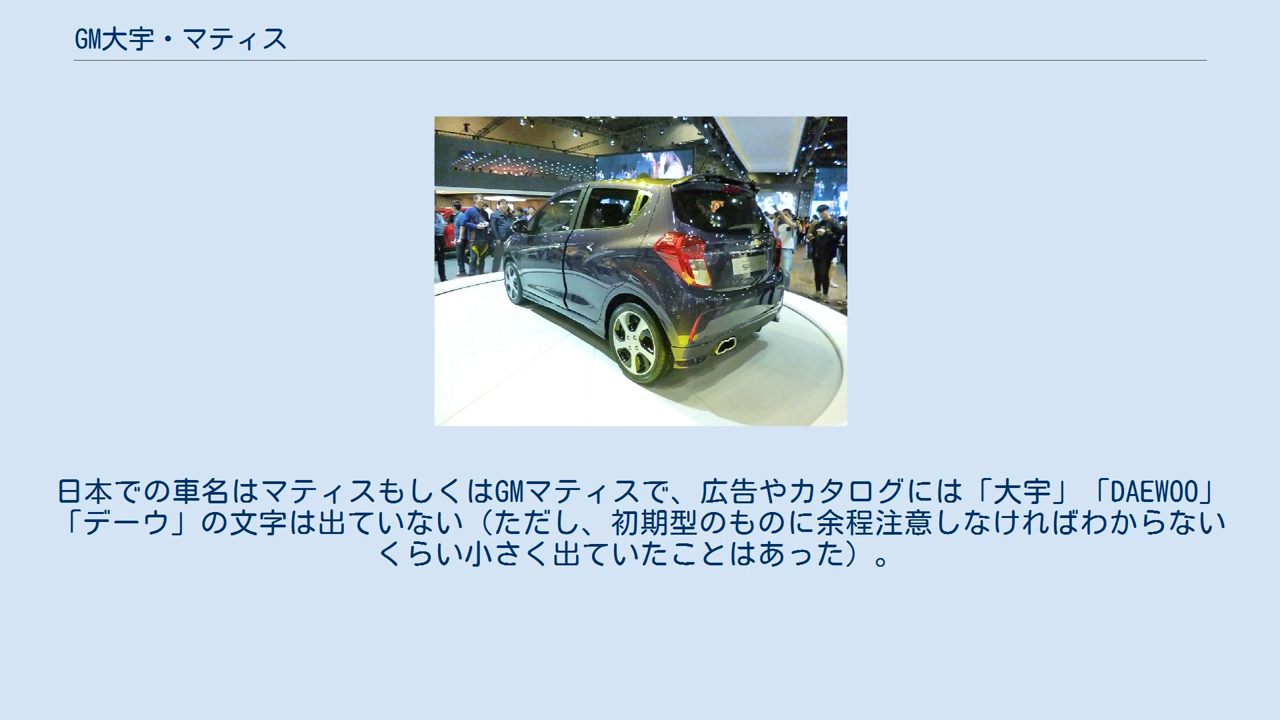 GM大宇・マティス
日本での車名はマティスもしくはGMマティスで、広告やカタログには「大宇」「DAEWOO」
「デーウ」の文字は出ていない（ただし、初期型のものに余程注意しなければわからない
くらい小さく出ていたことはあった）。